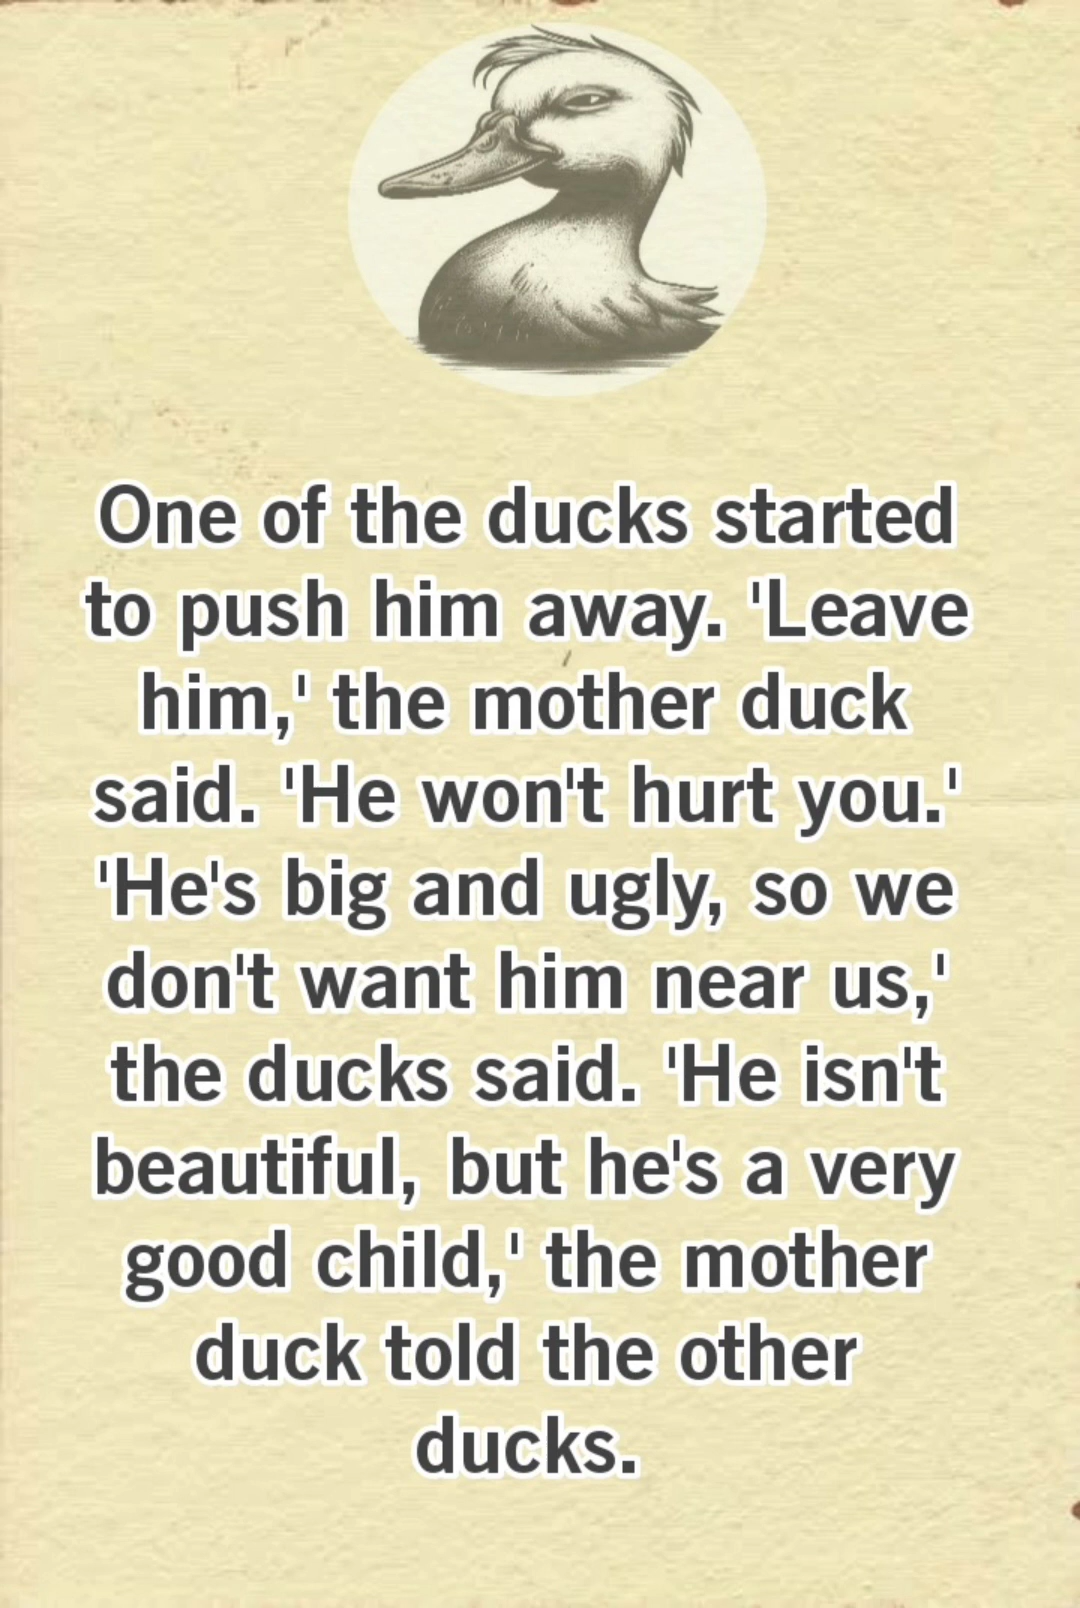 One of the ducks started
to push him away. 'Leave
him,' the mother duck
said. 'He won't hurt you.'
'He's big and ugly, so we
don't want him near us,'
the ducks said. 'He isn't
beautiful, but he's a very
good child,' the mother
duck told the other
ducks.